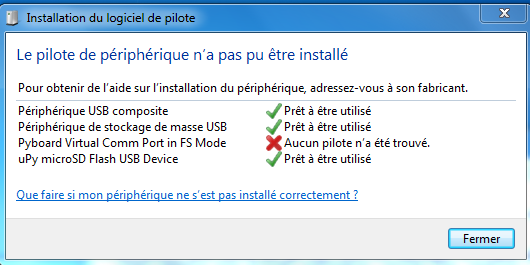 Installation du logiciel de pilote
Le pilote de périphérique n'a pas pu être installé
Pour obtenir de l'aide sur l'installation du périphérique, adressez-vous à son fabricant.
Périphérique USB composite Prêt à être utilisé
Périphérique de stockage de masse USB Prêt à être utilisé
Pyboard Virtual Comm Port in FS Mode Aucun pilote n'a été trouvé.
uPy microSD Flash USB Device Prêt à être utilisé
Que faire si mon périphérique ne s'est pas installé correctement ?
Fermer